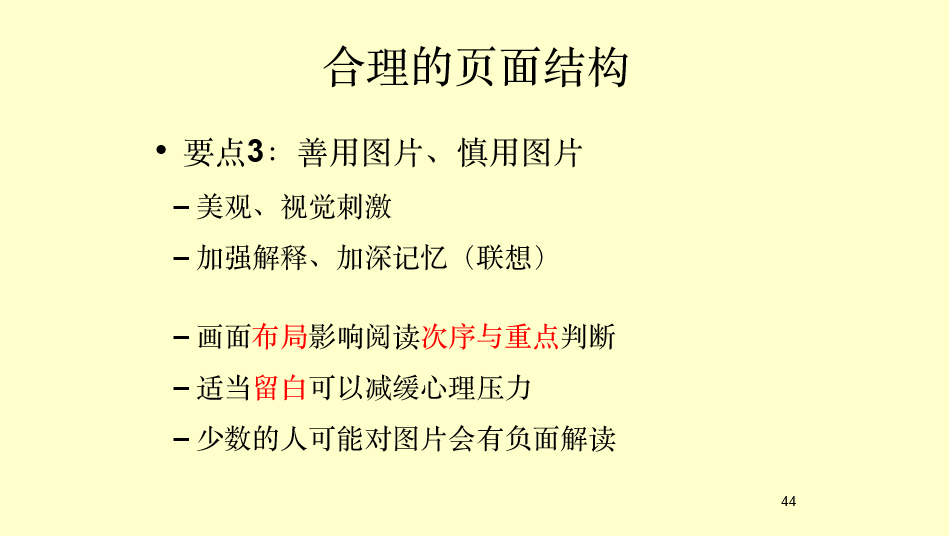 合理的页面结构
• 要点3：善用图片、慎用图片
– 美观、视觉刺激
– 加强解释、加深记忆（联想）
– 画面布局影响阅读次序与重点判断
– 适当留白可以减缓心理压力
– 少数的人可能对图片会有负面解读
44